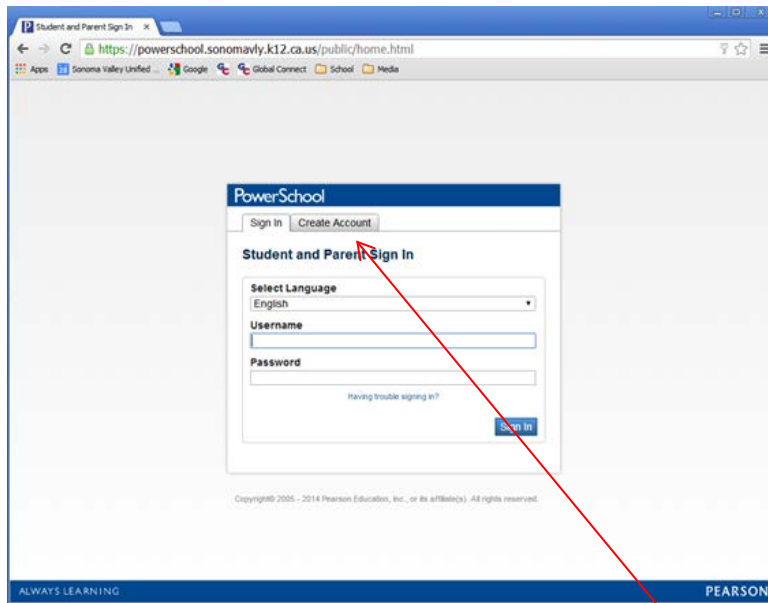 Student and Parent Sign In
https://powerschool.sonomavly.k12.ca.us/public/home.html
Apps Sonoma Valley Unified ... Google Global Connect School Media
PowerSchool
Sign In Create Account
Student and Parent Sign In
Select Language
English
Username
Password
Having trouble signing in?
Sign In
Copyright© 2005 - 2014 Pearson Education, Inc., or its affiliate(s). All rights reserved.
ALWAYS LEARNING PEARSON